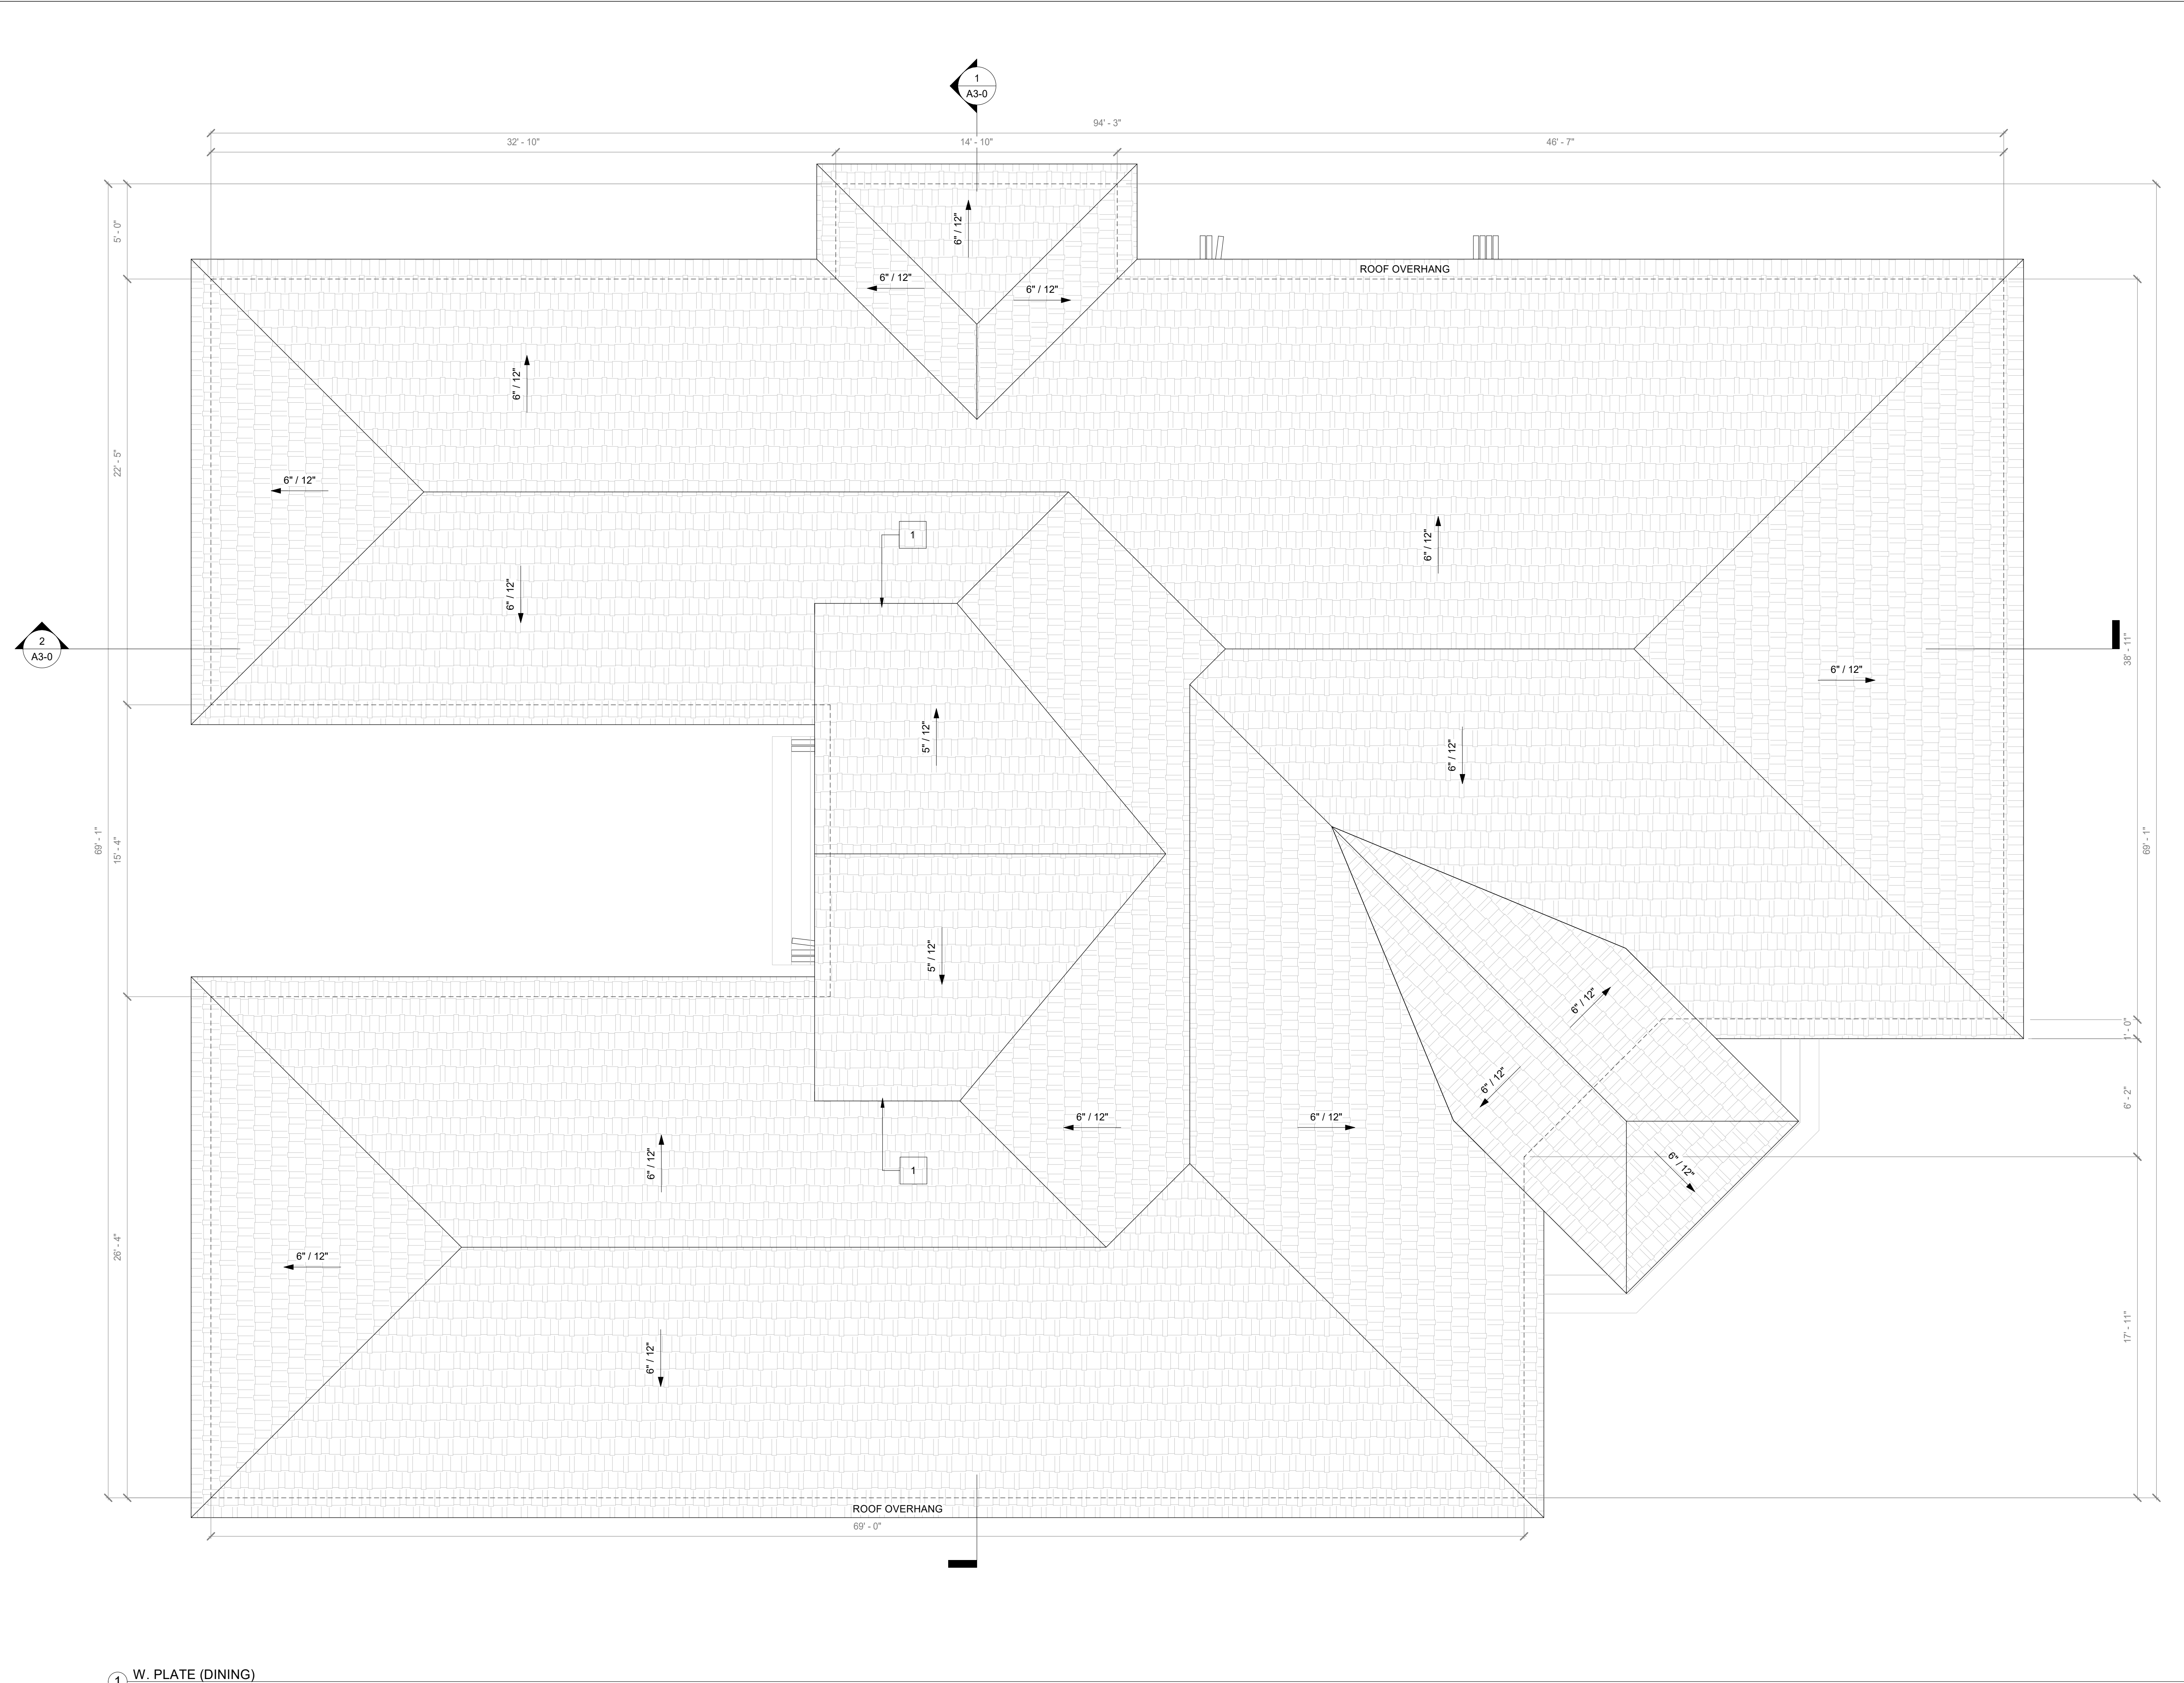 1
A3-0
94' - 3"
32' - 10"
14' - 10"
46' - 7"
5' - 0"
6" / 12"
6" / 12"
6" / 12"
ROOF OVERHANG
6" / 12"
22' - 5"
6" / 12"
1
6" / 12"
6" / 12"
2
A3-0
38' - 11"
6" / 12"
5" / 12"
6" / 12"
69' - 1"
15' - 4"
69' - 1"
5" / 12"
6" / 12"
1' - 0"
6" / 12"
6' - 2"
6" / 12"
6" / 12"
6" / 12"
1
6" / 12"
26' - 4"
6" / 12"
17' - 11"
6" / 12"
ROOF OVERHANG
69' - 0"
1
W. PLATE (DINING)